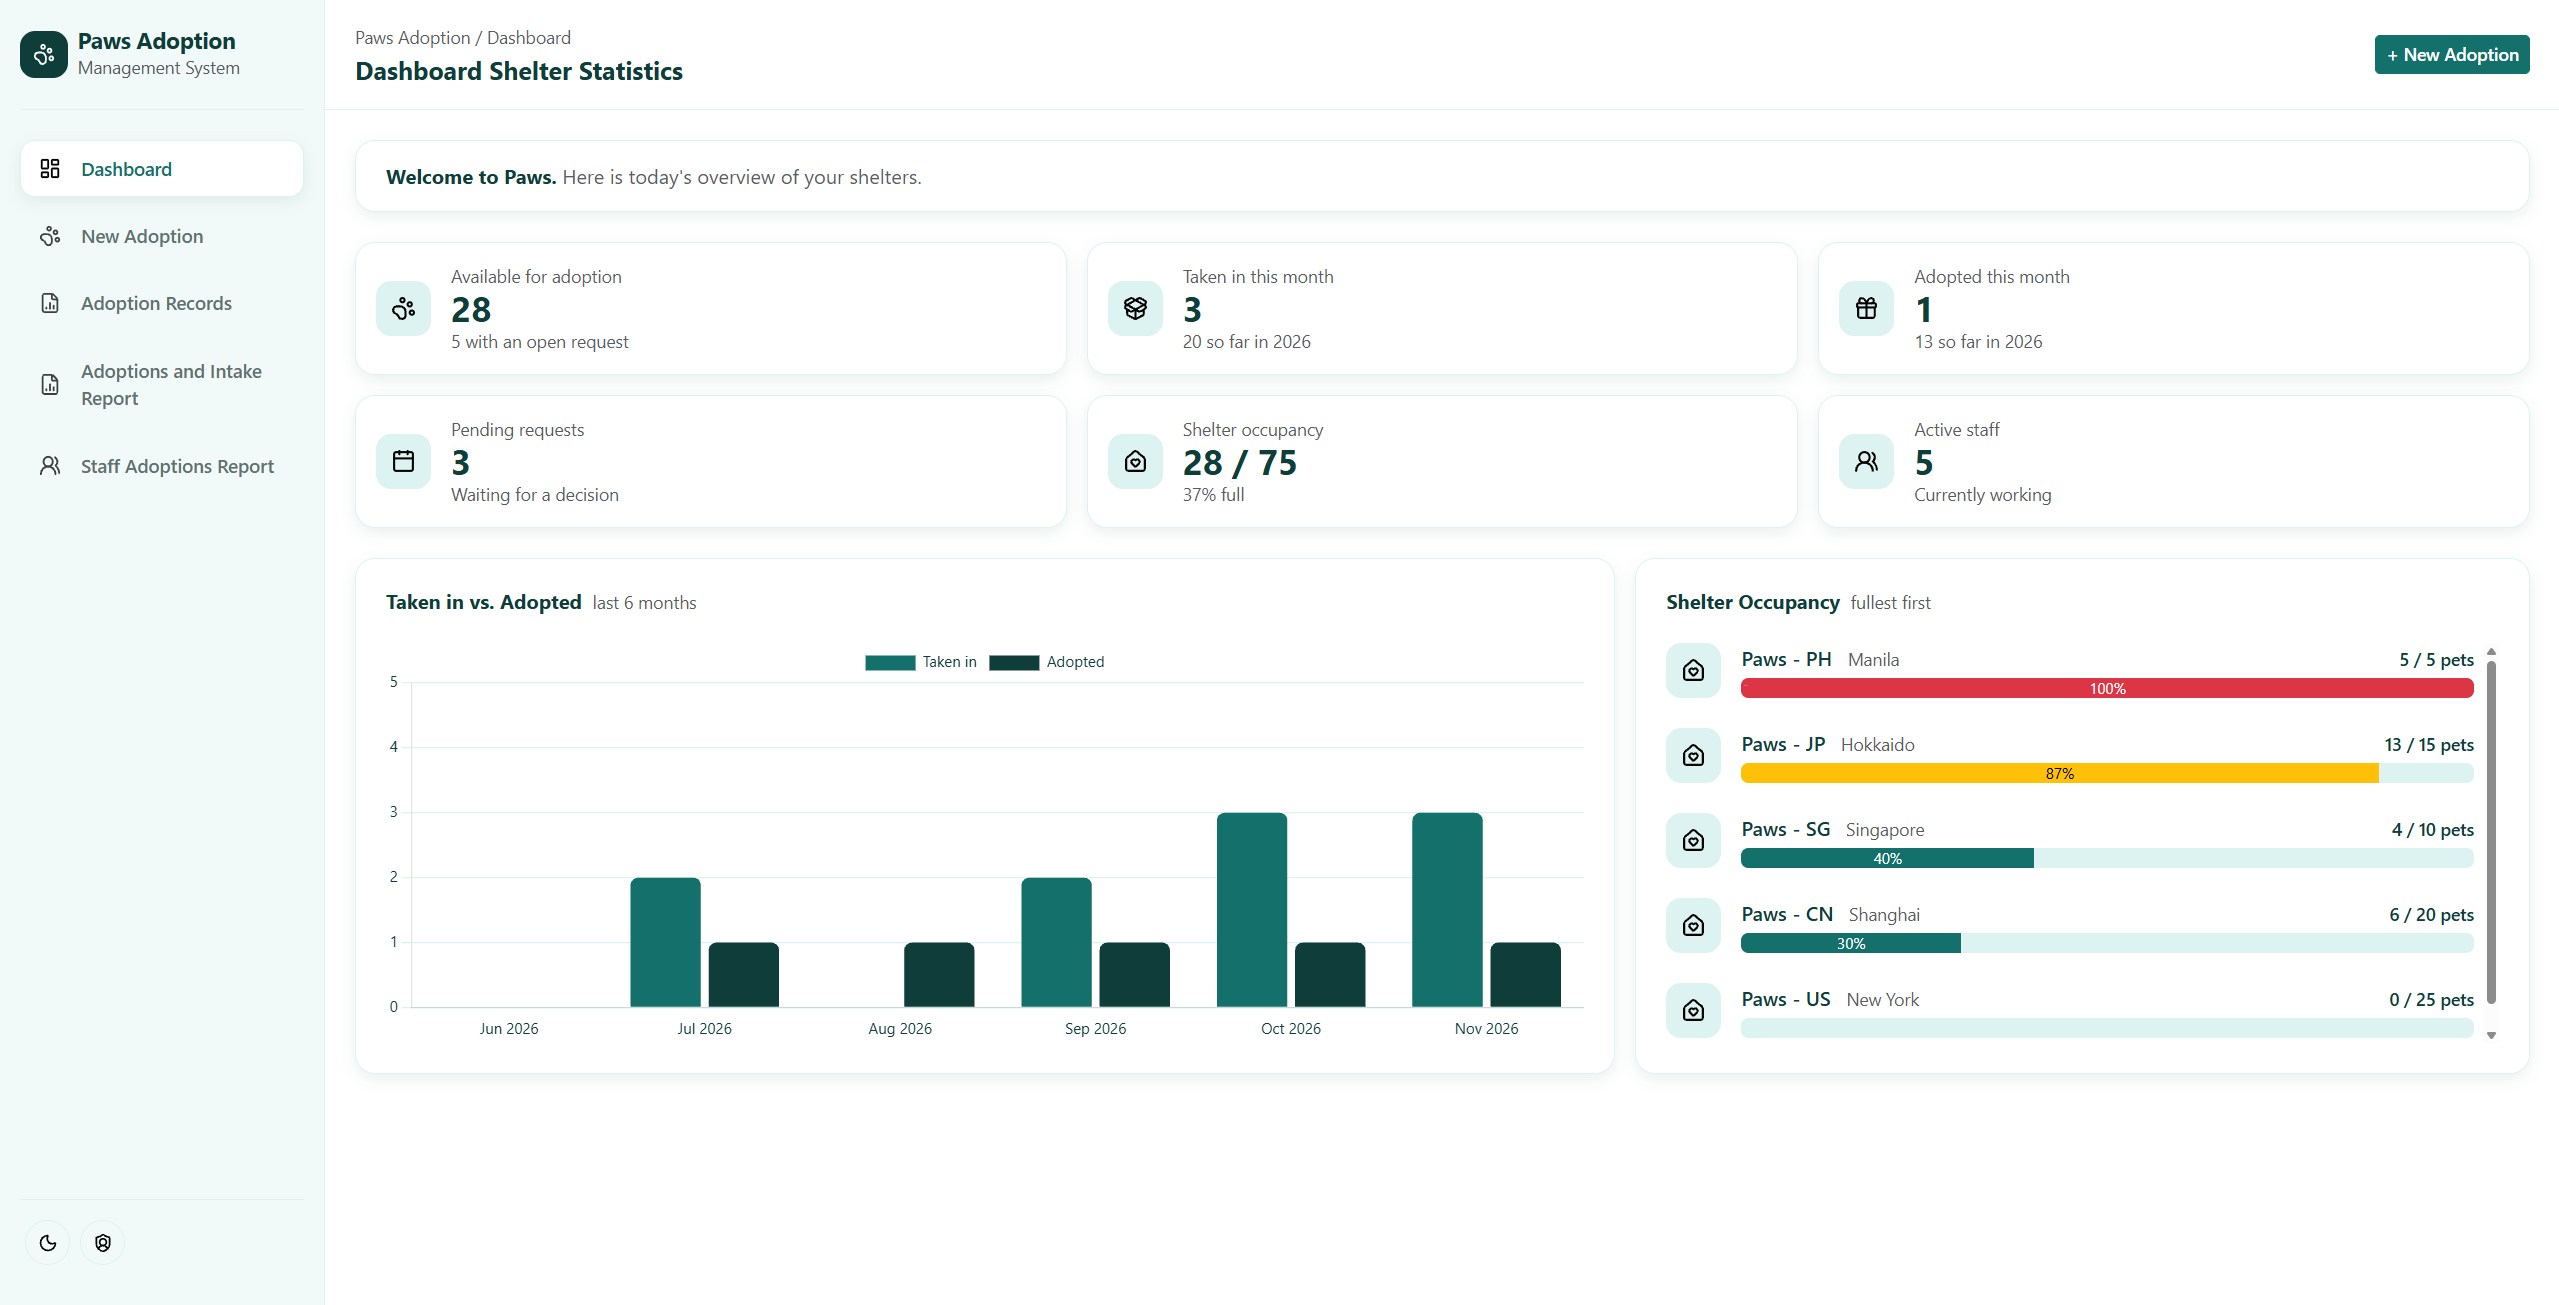 Paws Adoption
Management System
Dashboard
New Adoption
Adoption Records
Adoptions and Intake
Report
Staff Adoptions Report
Paws Adoption / Dashboard
Dashboard Shelter Statistics
+ New Adoption
Welcome to Paws. Here is today's overview of your shelters.
Available for adoption
28
5 with an open request
Taken in this month
3
20 so far in 2026
Adopted this month
1
13 so far in 2026
Pending requests
3
Waiting for a decision
Shelter occupancy
28 / 75
37% full
Active staff
5
Currently working
Taken in vs. Adopted last 6 months
Taken in Adopted
5
4
3
2
1
0
Jun 2026 Jul 2026 Aug 2026 Sep 2026 Oct 2026 Nov 2026
Shelter Occupancy fullest first
Paws - PH Manila 5 / 5 pets
100%
Paws - JP Hokkaido 13 / 15 pets
87%
Paws - SG Singapore 4 / 10 pets
40%
Paws - CN Shanghai 6 / 20 pets
30%
Paws - US New York 0 / 25 pets